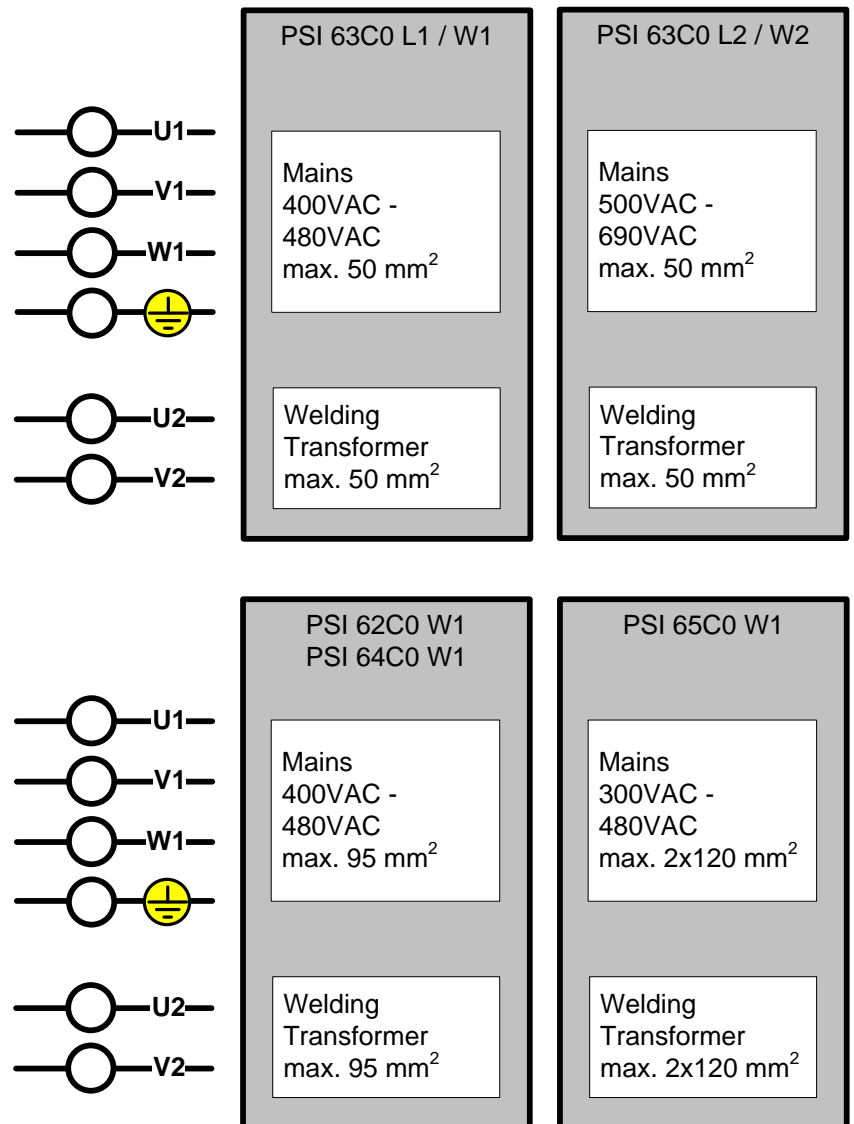 PSI 63C0 L1 / W1
U1
V1
W1
U2
V2
Mains
400VAC -
480VAC
max. 50 mm²
Welding
Transformer
max. 50 mm²
PSI 63C0 L2 / W2
Mains
500VAC -
690VAC
max. 50 mm²
Welding
Transformer
max. 50 mm²
PSI 62C0 W1
PSI 64C0 W1
U1
V1
W1
U2
V2
Mains
400VAC -
480VAC
max. 95 mm²
Welding
Transformer
max. 95 mm²
PSI 65C0 W1
Mains
300VAC -
480VAC
max. 2x120 mm²
Welding
Transformer
max. 2x120 mm²